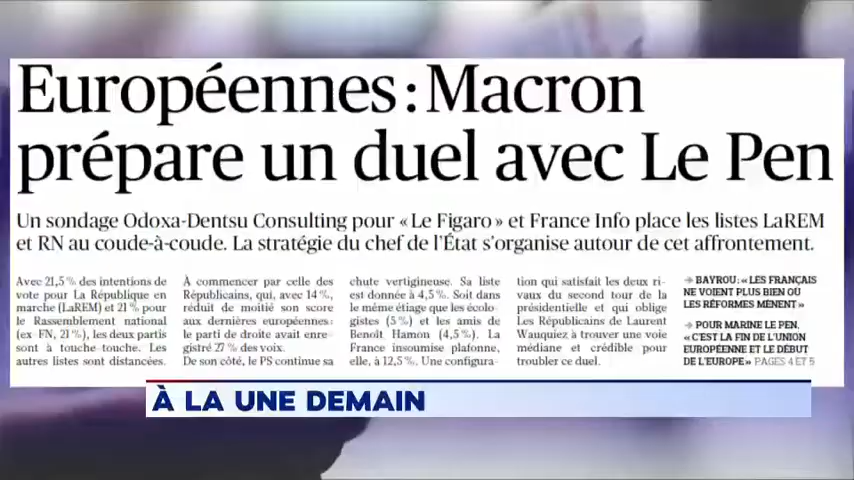 Européennes : Macron
prépare un duel avec Le Pen
Un sondage Odoxa-Dentsu Consulting pour « Le Figaro » et France Info place les listes LaREM
et RN au coude-à-coude. La stratégie du chef de l’État s’organise autour de cet affrontement.
Avec 21,5 % des intentions de
vote pour La République en
marche (LaREM) et 21 % pour
le Rassemblement national
(ex-FN, 21 %), les deux partis
sont à touche-touche. Les
autres listes sont distancées.
À commencer par celle des
Républicains, qui, avec 14 %,
réduit de moitié son score
aux dernières européennes :
le parti de droite avait enre-
gistré 27 % des voix.
De son côté, le PS continue sa
chute vertigineuse. Sa liste
est donnée à 4,5 %. Soit dans
le même étiage que les écolo-
gistes (5 %) et les amis de
Benoît Hamon (4,5 %). La
France insoumise plafonne,
elle, à 12,5 %. Une configura-
tion qui satisfait les deux ri-
vaux du second tour de la
présidentielle et qui oblige
Les Républicains de Laurent
Wauquiez à trouver une voie
médiane et crédible pour
troubler ce duel.
→ BAYROU : « LES FRANÇAIS
NE VOIENT PLUS BIEN OÙ
LES RÉFORMES MÈNENT »
→ POUR MARINE LE PEN,
« C’EST LA FIN DE L’UNION
EUROPÉENNE ET LE DÉBUT
DE L’EUROPE » PAGES 4 ET 5
À LA UNE DEMAIN